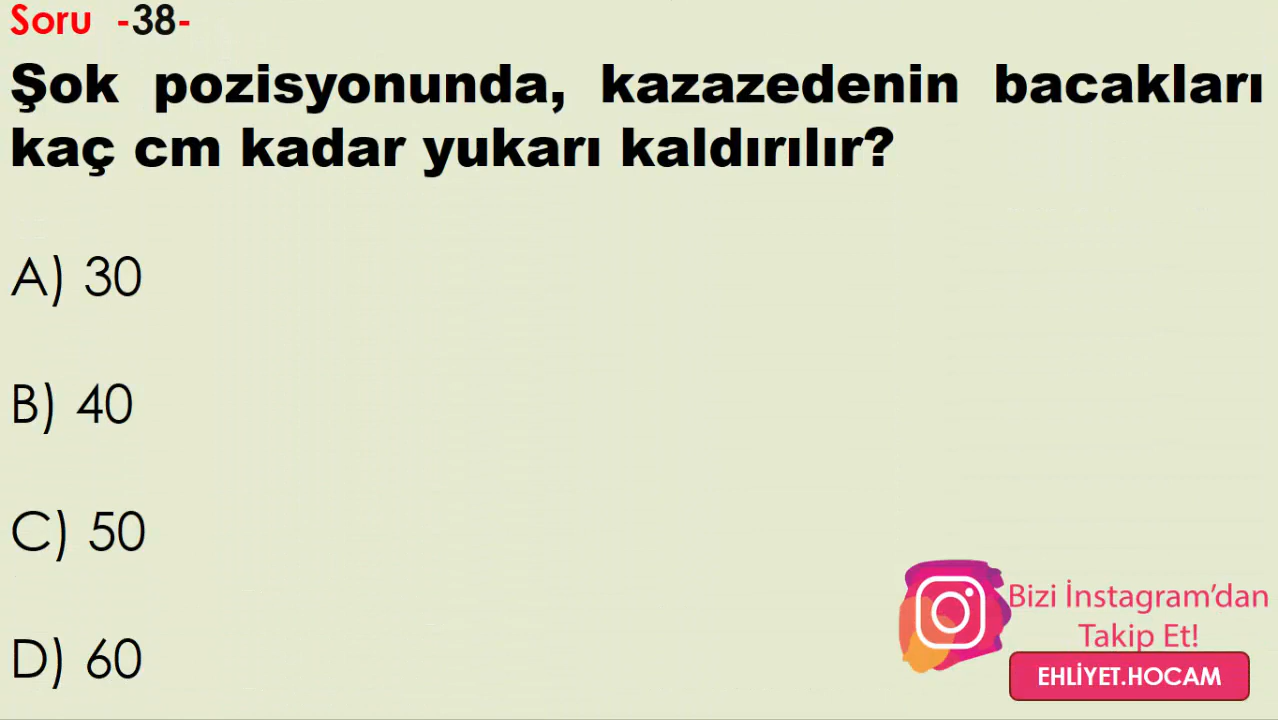 Soru -38-
Şok pozisyonunda, kazazedenin bacakları
kaç cm kadar yukarı kaldırılır?
A) 30
B) 40
C) 50
D) 60
Bizi İnstagram’dan
Takip Et!
EHLİYET.HOCAM